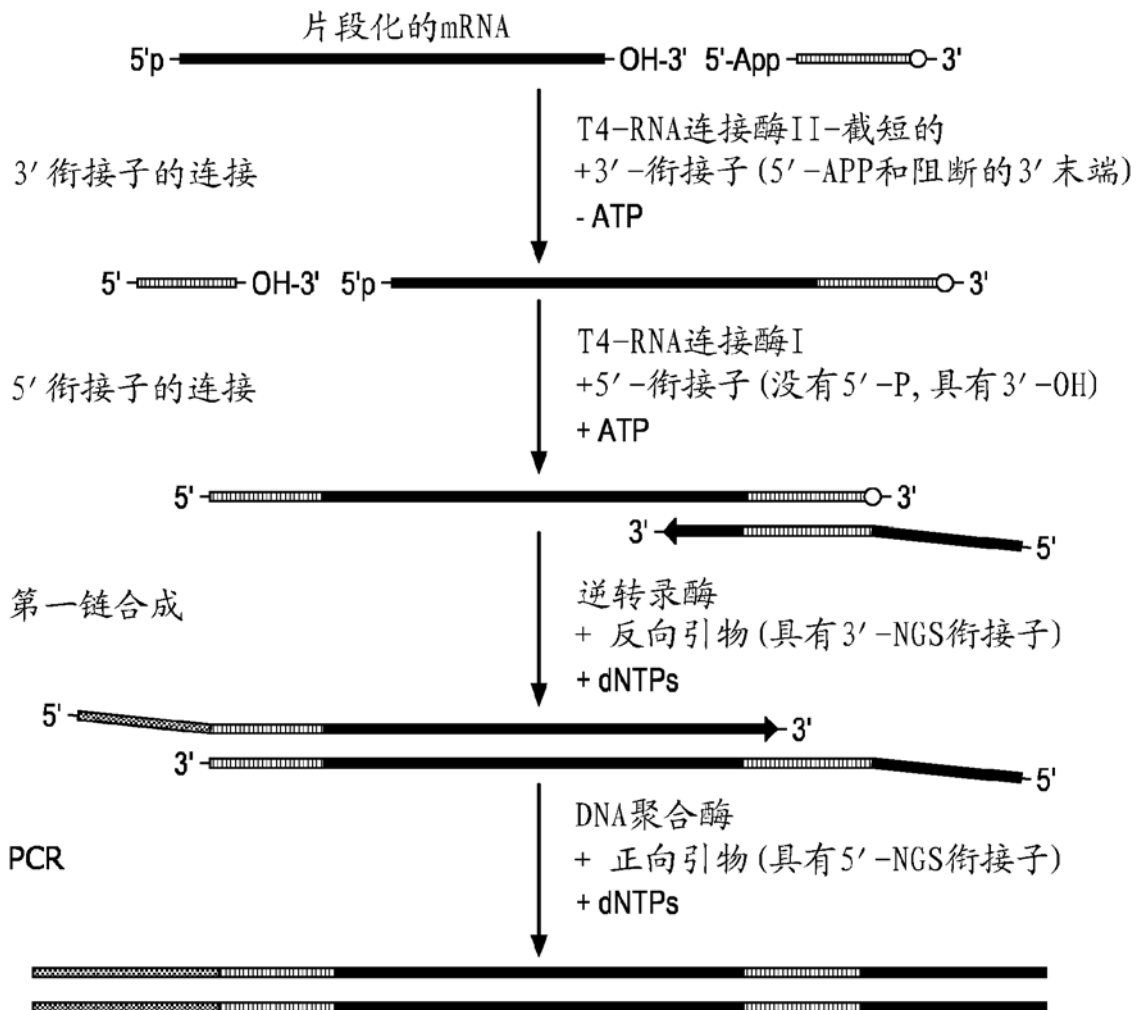 片段化的mRNA
5'p OH-3' 5'-App 3'
T4-RNA连接酶II-截短的
3′衔接子的连接
+3′-衔接子(5′-APP和阻断的3′末端)
- ATP
5' OH-3' 5'p 3'
T4-RNA连接酶I
5′衔接子的连接
+5′-衔接子(没有5′-P,具有3′-OH)
+ ATP
5' 3'
3' 5'
第一链合成
逆转录酶
+ 反向引物(具有3′-NGS衔接子)
+ dNTPs
5' 3'
3' 5'
DNA聚合酶
PCR
+ 正向引物(具有5′-NGS衔接子)
+ dNTPs